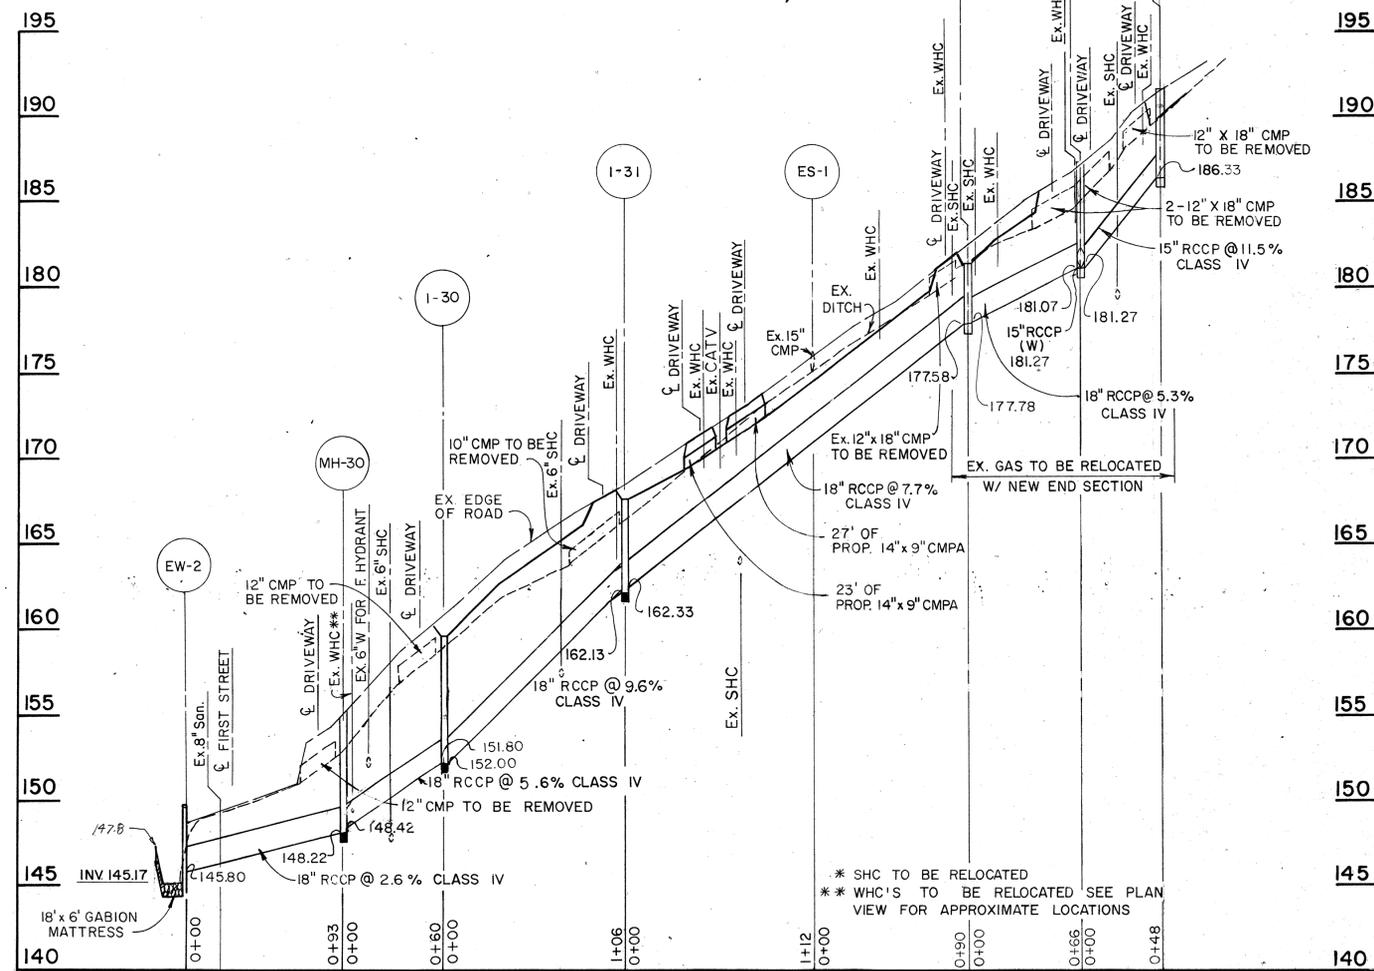 195
190
185
180
175
170
165
160
155
150
145
140
195
190
185
180
175
170
165
160
155
150
145
140
EW-2
MH-30
1-30
1-31
ES-1
Ex.8" San.
℄ FIRST STREET
℄ DRIVEWAY
Ex. WHC**
EX. 6" W FOR F. HYDRANT
Ex. 6" SHC
℄ DRIVEWAY
12" CMP TO
BE REMOVED
EX. EDGE
OF ROAD
10" CMP TO BE
REMOVED
Ex. 6" SHC
℄ DRIVEWAY
Ex. WHC
℄ DRIVEWAY
Ex. WHC
Ex. CATV
Ex. WHC
℄ DRIVEWAY
Ex. 15"
CMP
EX.
DITCH
Ex. WHC
℄ DRIVEWAY
Ex. WHC
Ex. SHC
Ex. SHC
Ex. WHC
℄ DRIVEWAY
Ex. WH
℄ DRIVEWAY
Ex. SHC
℄ DRIVEWAY
Ex. WHC
12" X 18" CMP
TO BE REMOVED
186.33
2-12" X 18" CMP
TO BE REMOVED
15" RCCP @ 11.5%
CLASS IV
181.07
181.27
15" RCCP
(W)
181.27
177.58
177.78
18" RCCP @ 5.3%
CLASS IV
Ex. 12"x18" CMP
TO BE REMOVED
EX. GAS TO BE RELOCATED
W/ NEW END SECTION
18" RCCP @ 7.7%
CLASS IV
27' OF
PROP. 14"x 9" CMPA
23' OF
PROP. 14"x 9" CMPA
162.33
162.13
18" RCCP @ 9.6%
CLASS IV
Ex. SHC
151.80
152.00
18" RCCP @ 5.6% CLASS IV
12" CMP TO BE REMOVED
148.42
148.22
18" RCCP @ 2.6 % CLASS IV
145.80
147.8
INV. 145.17
18' x 6' GABION
MATTRESS
* SHC TO BE RELOCATED
** WHC'S TO BE RELOCATED SEE PLAN
VIEW FOR APPROXIMATE LOCATIONS
0+00
0+93
0+00
0+60
0+00
1+06
0+00
1+12
0+00
0+90
0+00
0+66
0+00
0+48